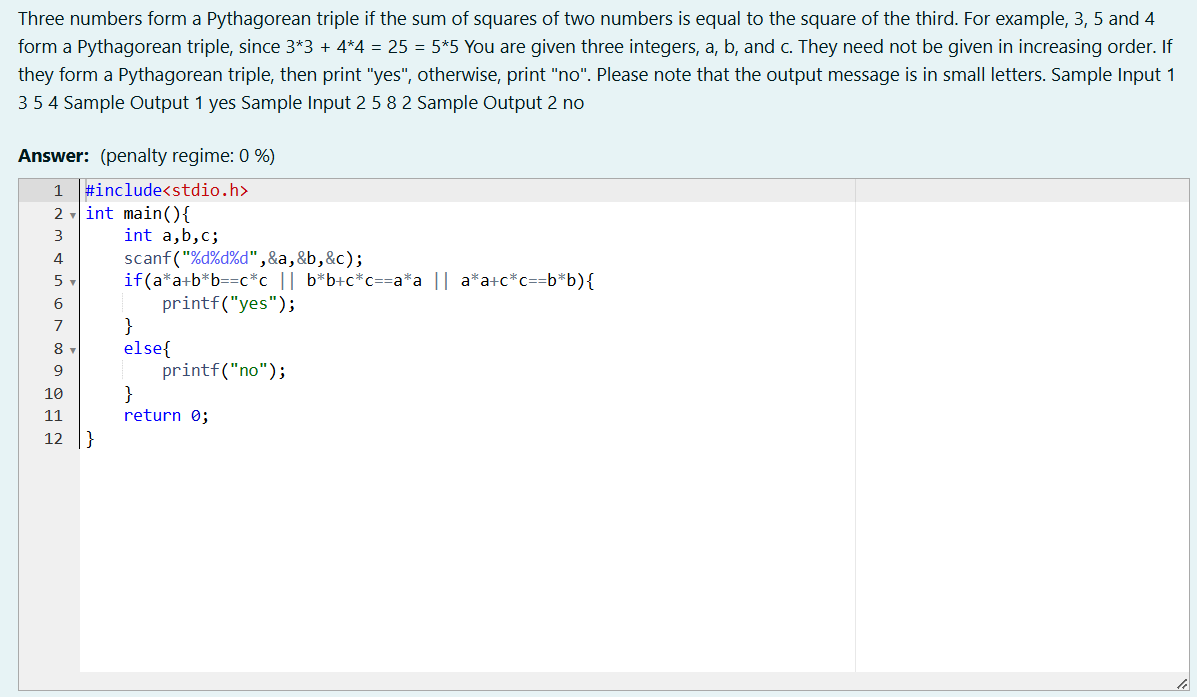 Three numbers form a Pythagorean triple if the sum of squares of two numbers is equal to the square of the third. For example, 3, 5 and 4
form a Pythagorean triple, since 3*3 + 4*4 = 25 = 5*5 You are given three integers, a, b, and c. They need not be given in increasing order. If
they form a Pythagorean triple, then print "yes", otherwise, print "no". Please note that the output message is in small letters. Sample Input 1
3 5 4 Sample Output 1 yes Sample Input 2 5 8 2 Sample Output 2 no
Answer: (penalty regime: 0 %)
1 #include<stdio.h>
2 int main(){
3     int a,b,c;
4     scanf("%d%d%d",&a,&b,&c);
5     if(a*a+b*b==c*c || b*b+c*c==a*a || a*a+c*c==b*b){
6         printf("yes");
7     }
8     else{
9         printf("no");
10     }
11     return 0;
12 }